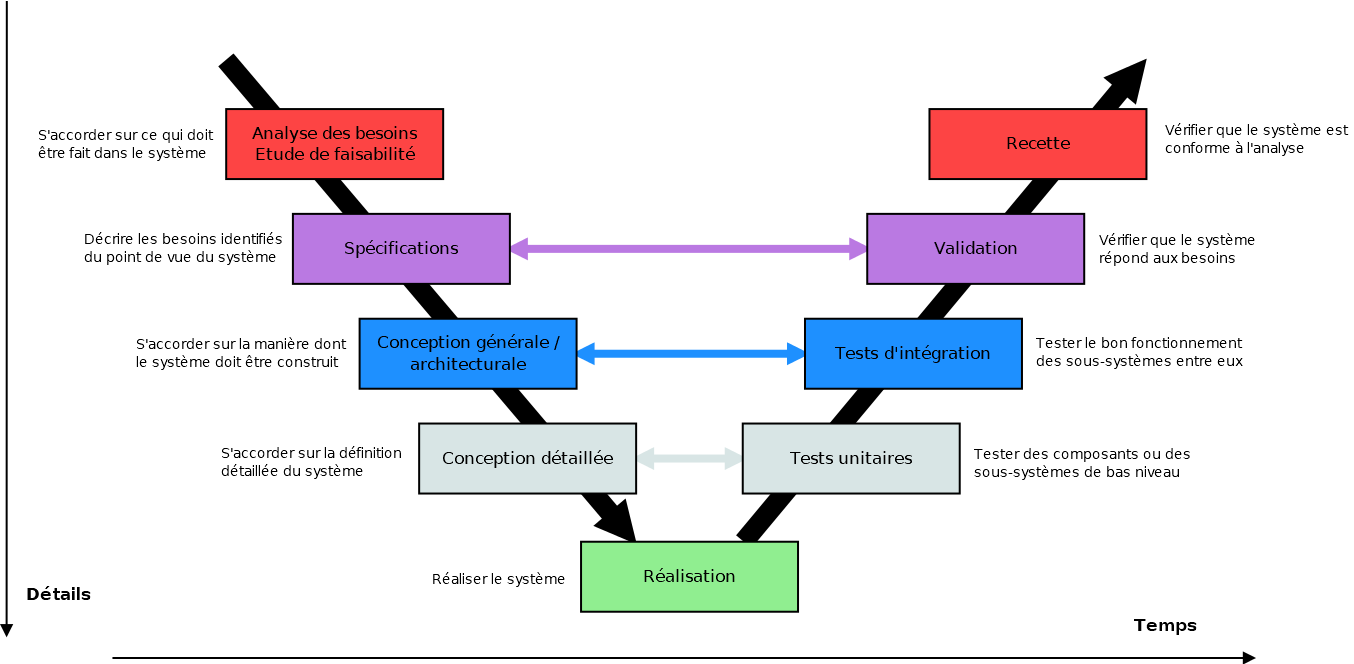 S'accorder sur ce qui doit
être fait dans le système
Analyse des besoins
Etude de faisabilité
Recette
Vérifier que le système est
conforme à l'analyse
Décrire les besoins identifiés
du point de vue du système
Spécifications
Validation
Vérifier que le système
répond aux besoins
S'accorder sur la manière dont
le système doit être construit
Conception générale /
architecturale
Tests d'intégration
Tester le bon fonctionnement
des sous-systèmes entre eux
S'accorder sur la définition
détaillée du système
Conception détaillée
Tests unitaires
Tester des composants ou des
sous-systèmes de bas niveau
Réaliser le système
Réalisation
Détails
Temps